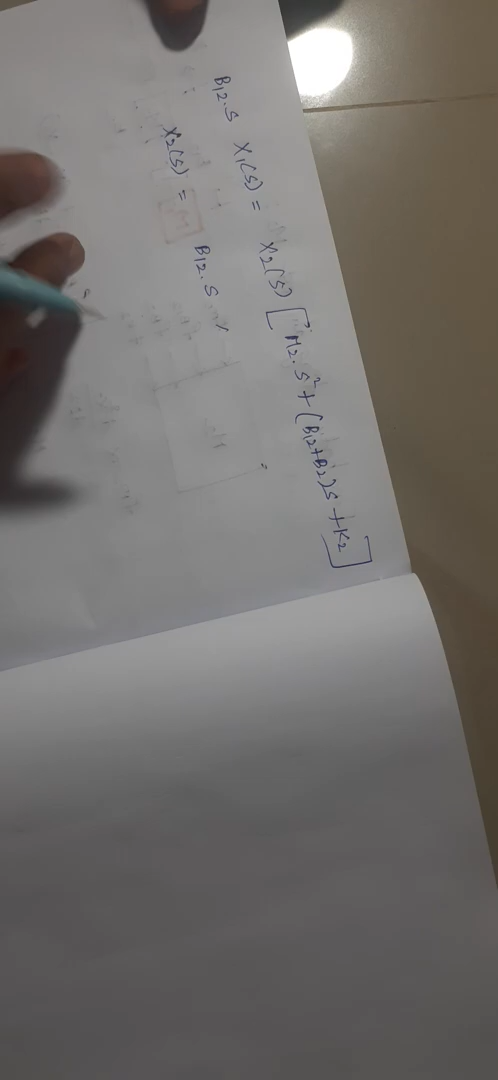 B12.S X1(S) = X2(S) [M2.S²+(B12+B2)S+K2]
X2(S) = B12.S